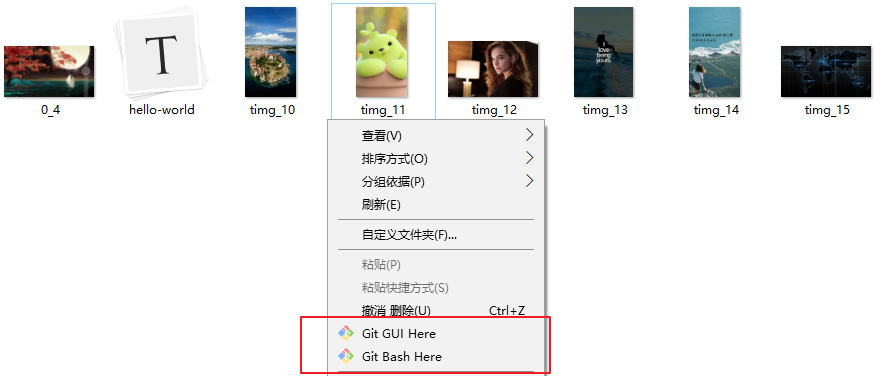 T
love
being
yours.
0_4
hello-world
timg_10
timg_11
timg_12
timg_13
timg_14
timg_15
查看(V)
排序方式(O)
分组依据(P)
刷新(E)
自定义文件夹(F)...
粘贴(P)
粘贴快捷方式(S)
撤消 删除(U) Ctrl+Z
Git GUI Here
Git Bash Here